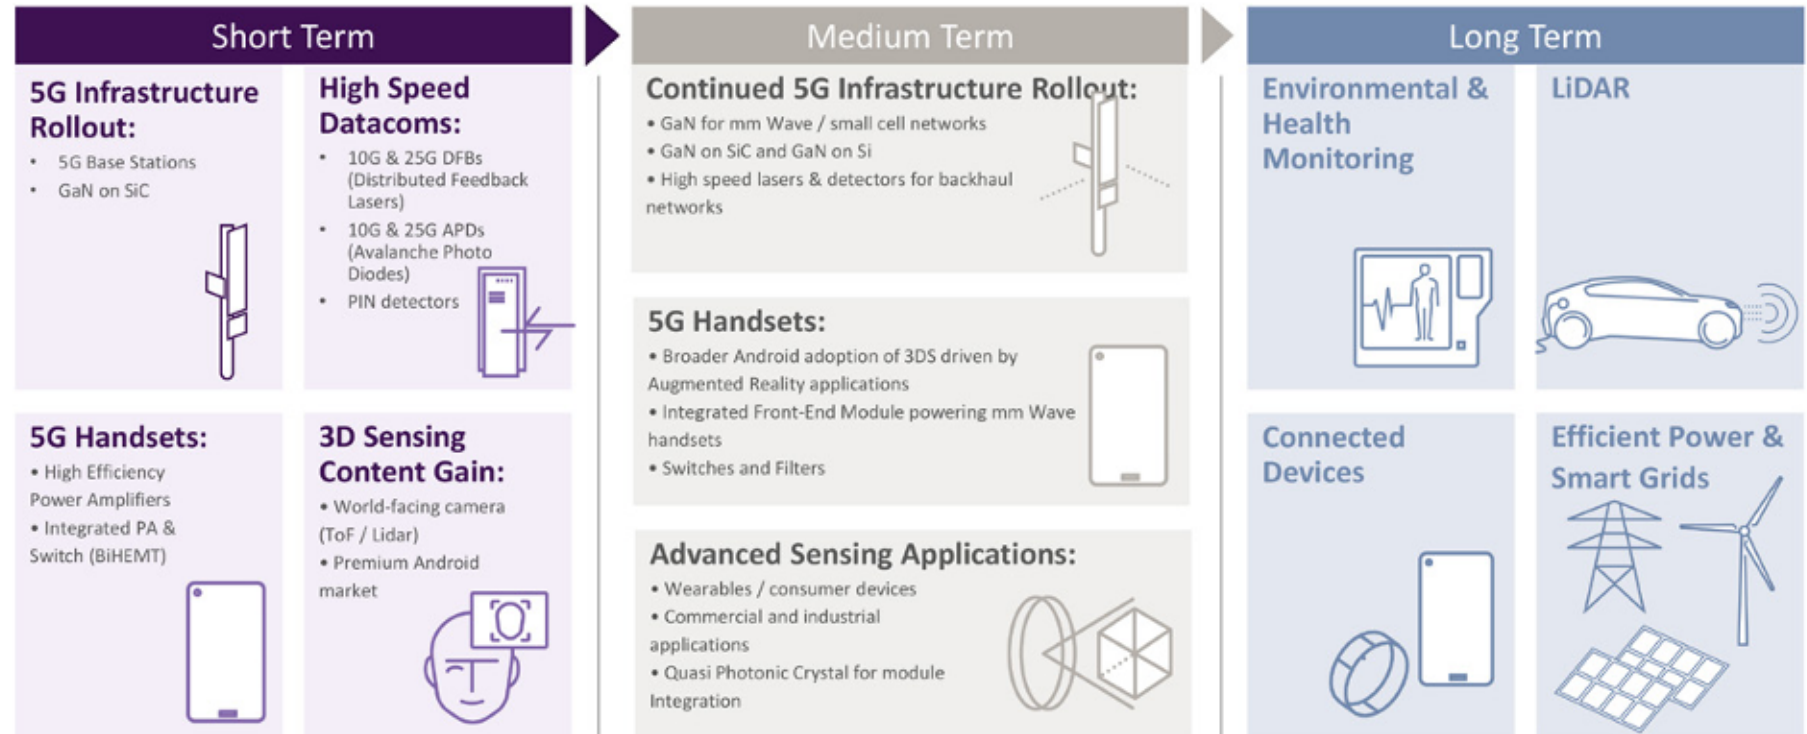 Short Term
5G Infrastructure
Rollout:
• 5G Base Stations
• GaN on SiC
High Speed
Datacoms:
• 10G & 25G DFBs
(Distributed Feedback
Lasers)
• 10G & 25G APDs
(Avalanche Photo
Diodes)
• PIN detectors
5G Handsets:
• High Efficiency
Power Amplifiers
• Integrated PA &
Switch (BiHEMT)
3D Sensing
Content Gain:
• World-facing camera
(ToF / Lidar)
• Premium Android
market
Medium Term
Continued 5G Infrastructure Rollout:
• GaN for mm Wave / small cell networks
• GaN on SiC and GaN on Si
• High speed lasers & detectors for backhaul
networks
5G Handsets:
• Broader Android adoption of 3DS driven by
Augmented Reality applications
• Integrated Front-End Module powering mm Wave
handsets
• Switches and Filters
Advanced Sensing Applications:
• Wearables / consumer devices
• Commercial and industrial
applications
• Quasi Photonic Crystal for module
Integration
Long Term
Environmental &
Health
Monitoring
LiDAR
Connected
Devices
Efficient Power &
Smart Grids